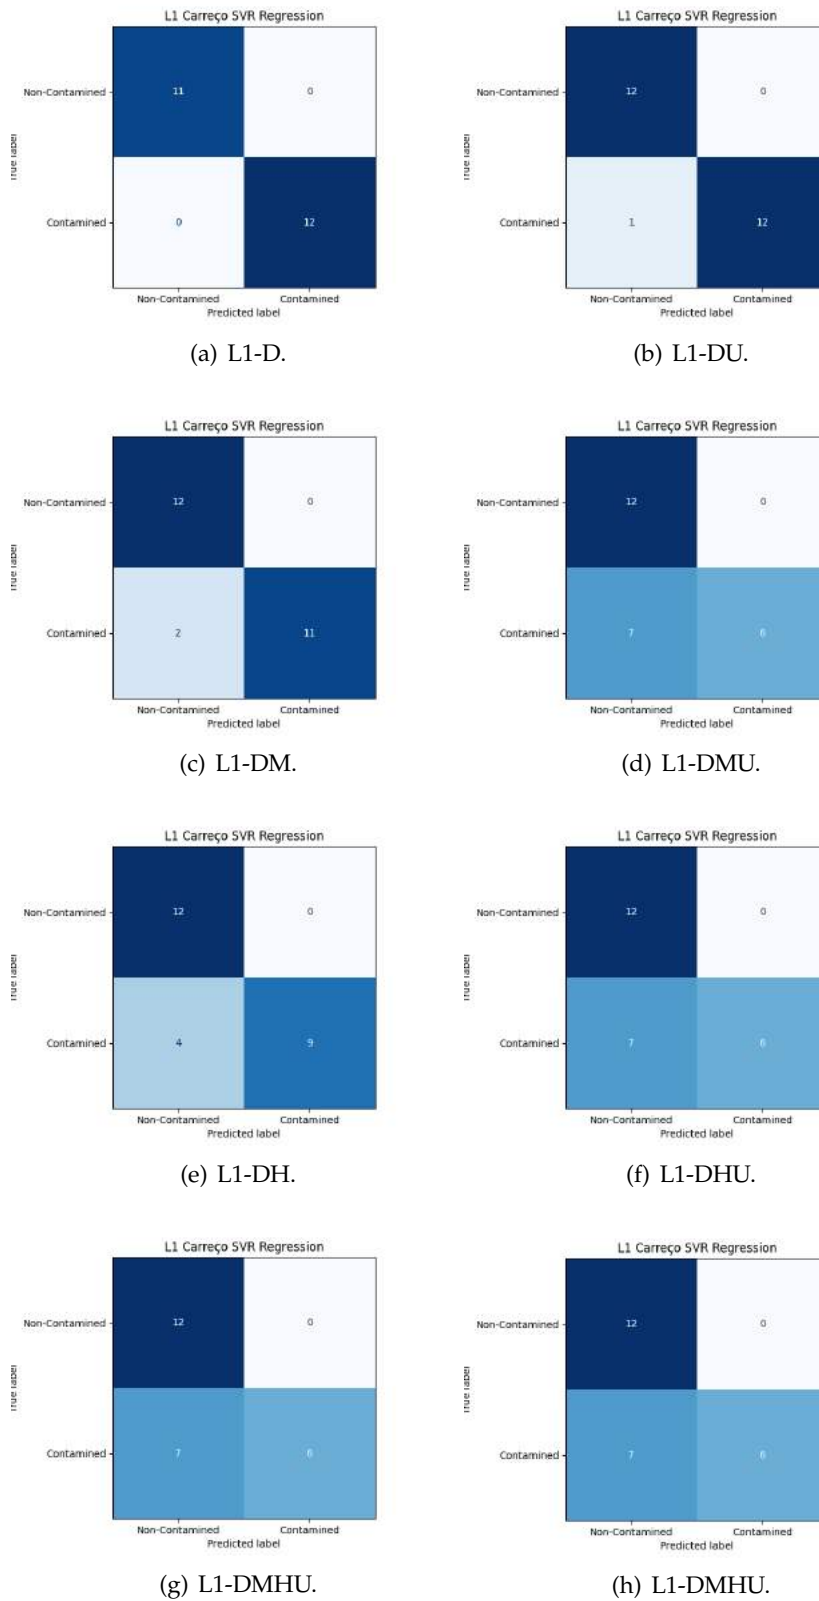 L1 Carreço SVR Regression
True label
Non-Contamined
11
0
Contamined
0
12
Non-Contamined
Contamined
Predicted label
(a) L1-D.
L1 Carreço SVR Regression
True label
Non-Contamined
12
0
Contamined
1
12
Non-Contamined
Contamined
Predicted label
(b) L1-DU.
L1 Carreço SVR Regression
True label
Non-Contamined
12
0
Contamined
2
11
Non-Contamined
Contamined
Predicted label
(c) L1-DM.
L1 Carreço SVR Regression
True label
Non-Contamined
12
0
Contamined
7
6
Non-Contamined
Contamined
Predicted label
(d) L1-DMU.
L1 Carreço SVR Regression
True label
Non-Contamined
12
0
Contamined
4
9
Non-Contamined
Contamined
Predicted label
(e) L1-DH.
L1 Carreço SVR Regression
True label
Non-Contamined
12
0
Contamined
7
6
Non-Contamined
Contamined
Predicted label
(f) L1-DHU.
L1 Carreço SVR Regression
True label
Non-Contamined
12
0
Contamined
7
6
Non-Contamined
Contamined
Predicted label
(g) L1-DMHU.
L1 Carreço SVR Regression
True label
Non-Contamined
12
0
Contamined
7
6
Non-Contamined
Contamined
Predicted label
(h) L1-DMHU.